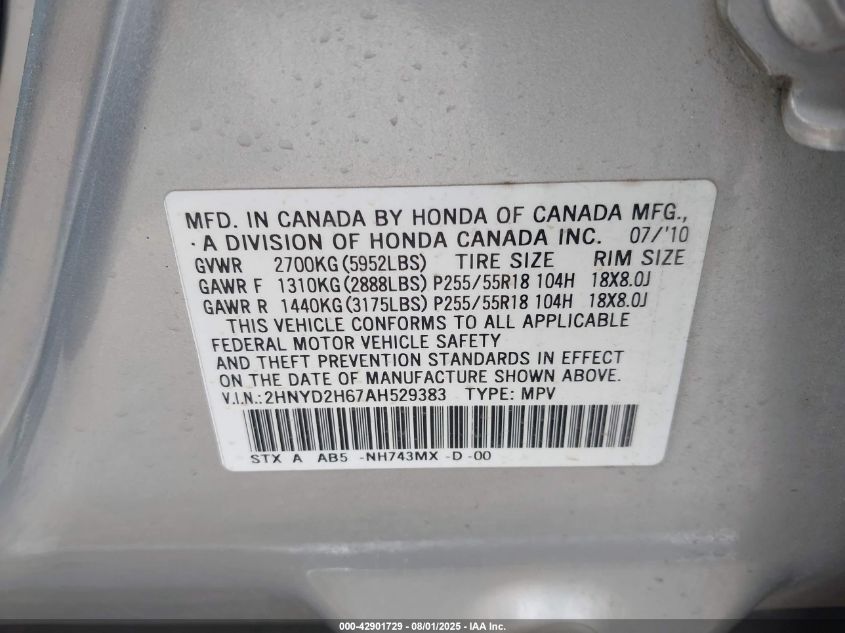 MFD. IN CANADA BY HONDA OF CANADA MFG.,
A DIVISION OF HONDA CANADA INC. 07/'10
GVWR 2700KG (5952LBS) TIRE SIZE RIM SIZE
GAWR F 1310KG (2888LBS) P255/55R18 104H 18X8.0J
GAWR R 1440KG (3175LBS) P255/55R18 104H 18X8.0J
THIS VEHICLE CONFORMS TO ALL APPLICABLE
FEDERAL MOTOR VEHICLE SAFETY
AND THEFT PREVENTION STANDARDS IN EFFECT
ON THE DATE OF MANUFACTURE SHOWN ABOVE.
V.I.N.:2HNYD2H67AH529383 TYPE: MPV
STX A AB5 -NH743MX -D -00
000-42901729 - 08/01/2025 - IAA Inc.